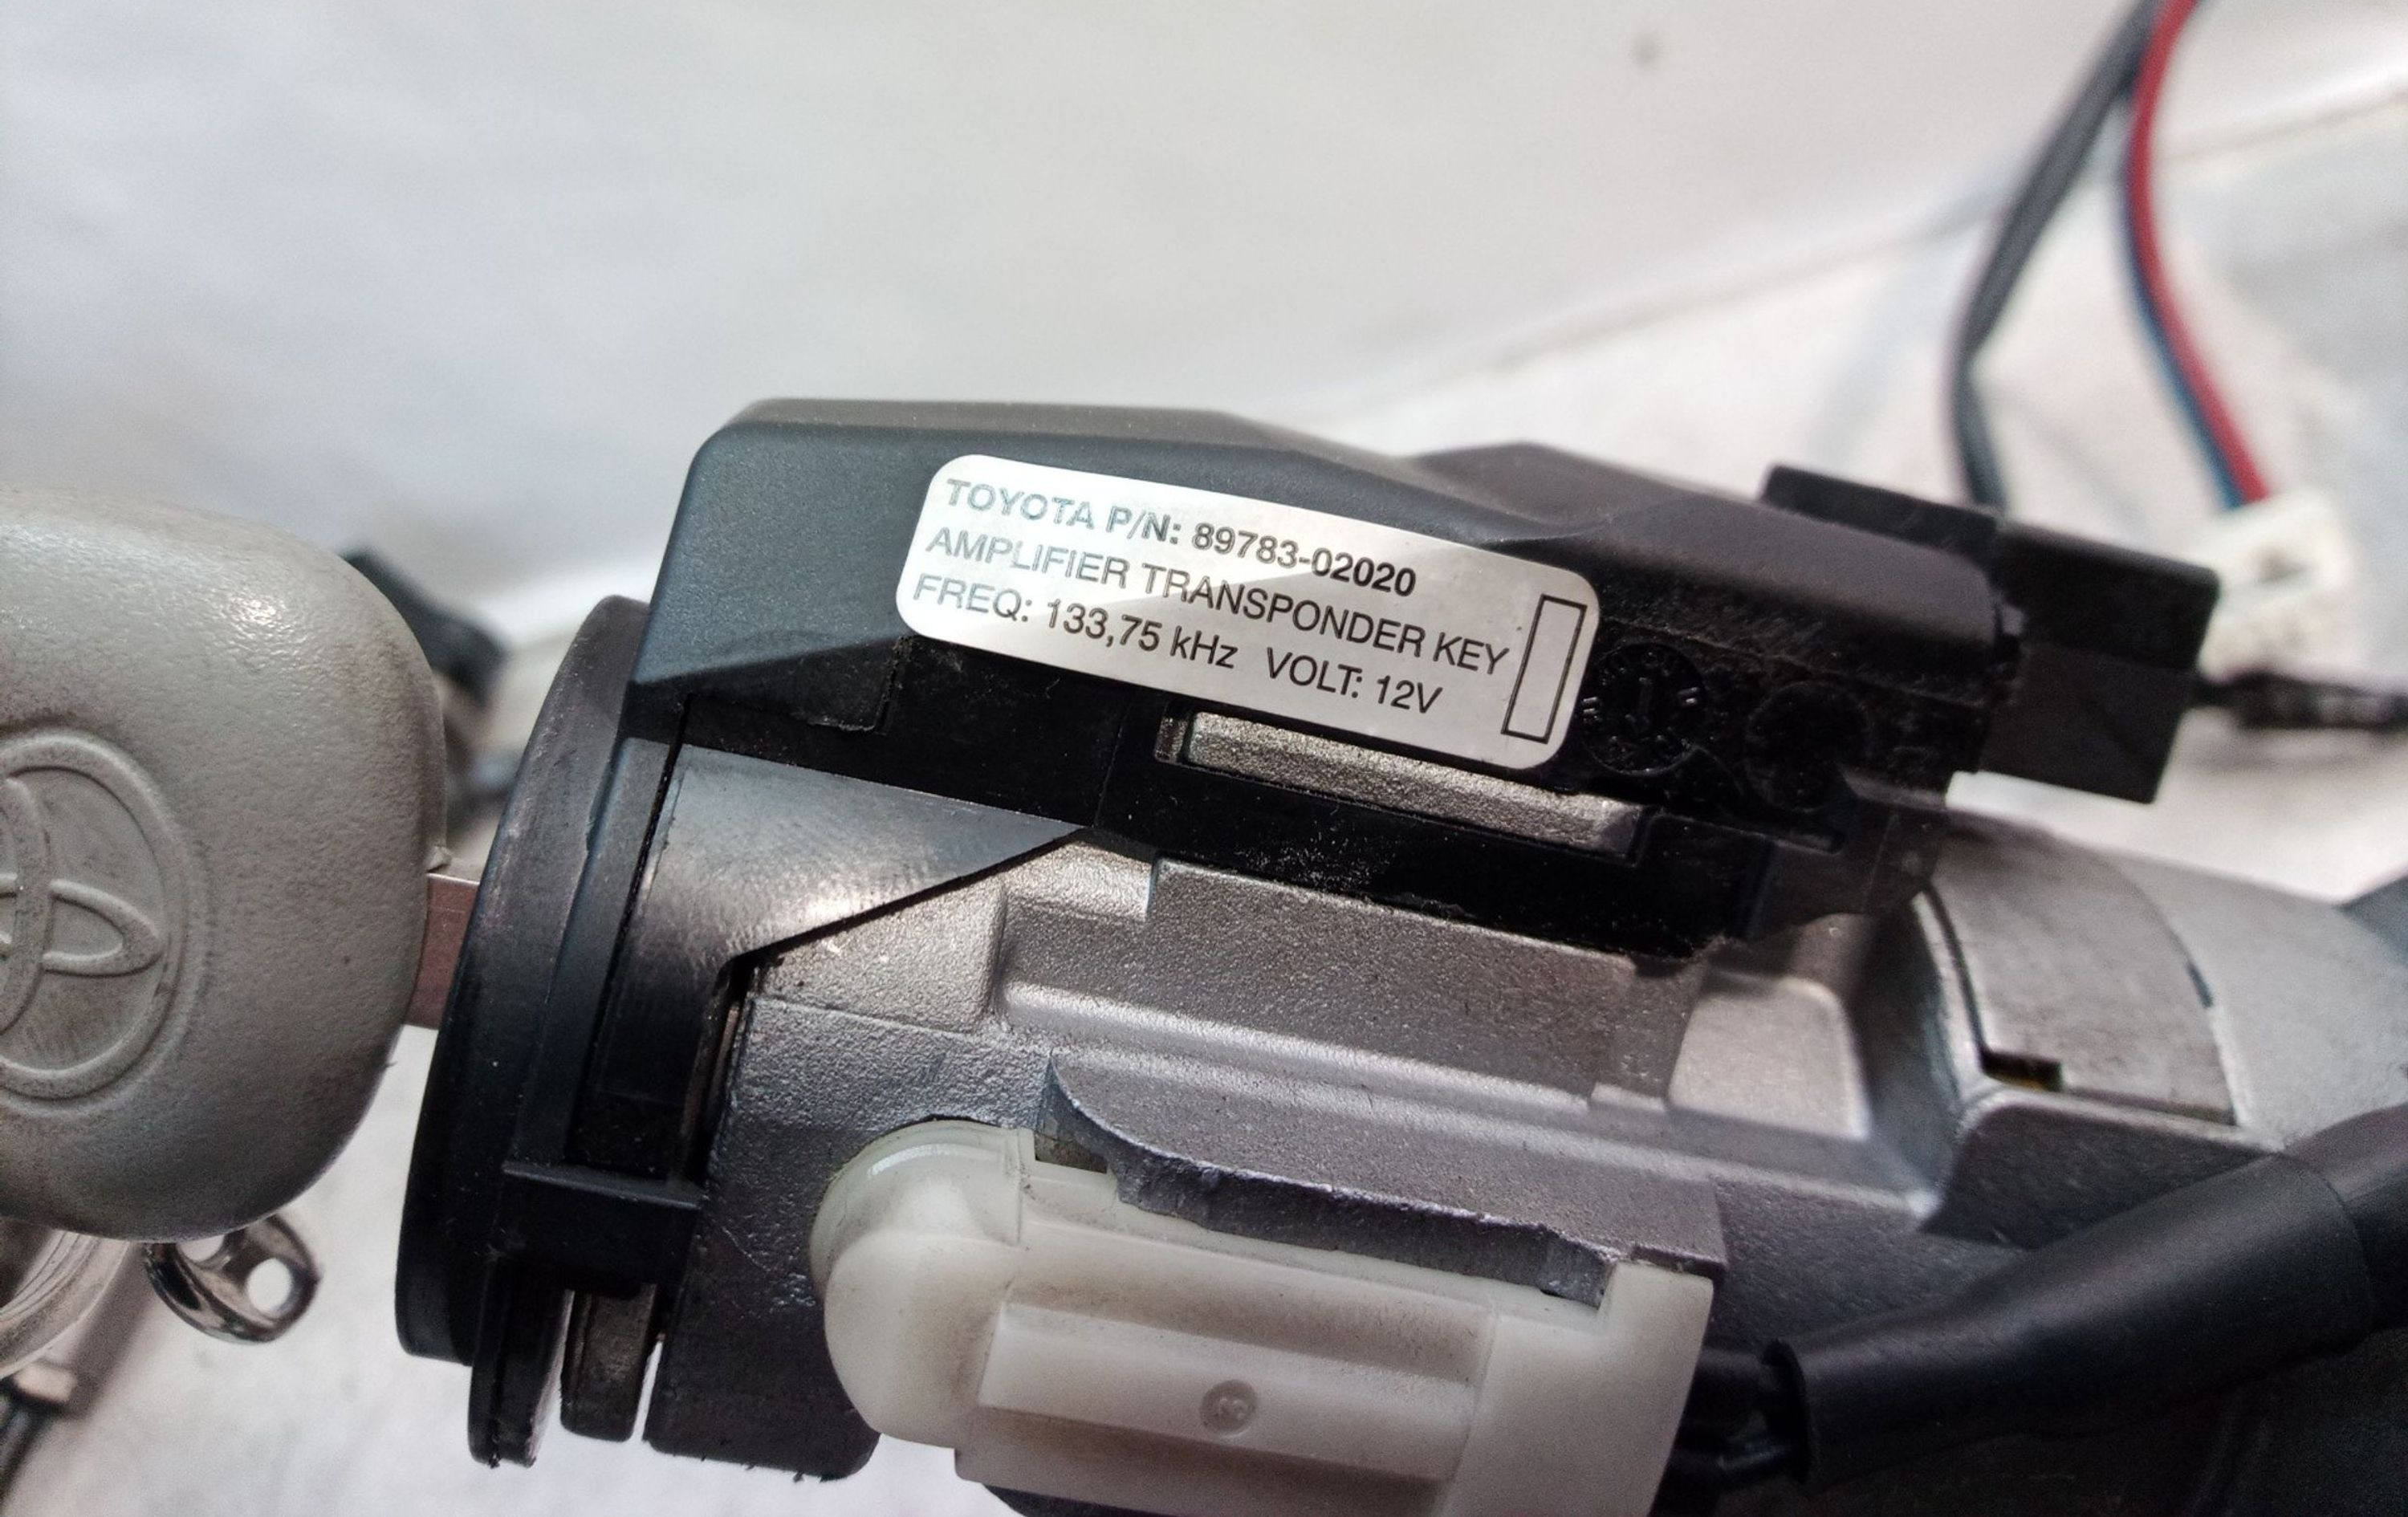 TOYOTA P/N: 89783-02020
AMPLIFIER TRANSPONDER KEY
FREQ: 133,75 kHz VOLT: 12V